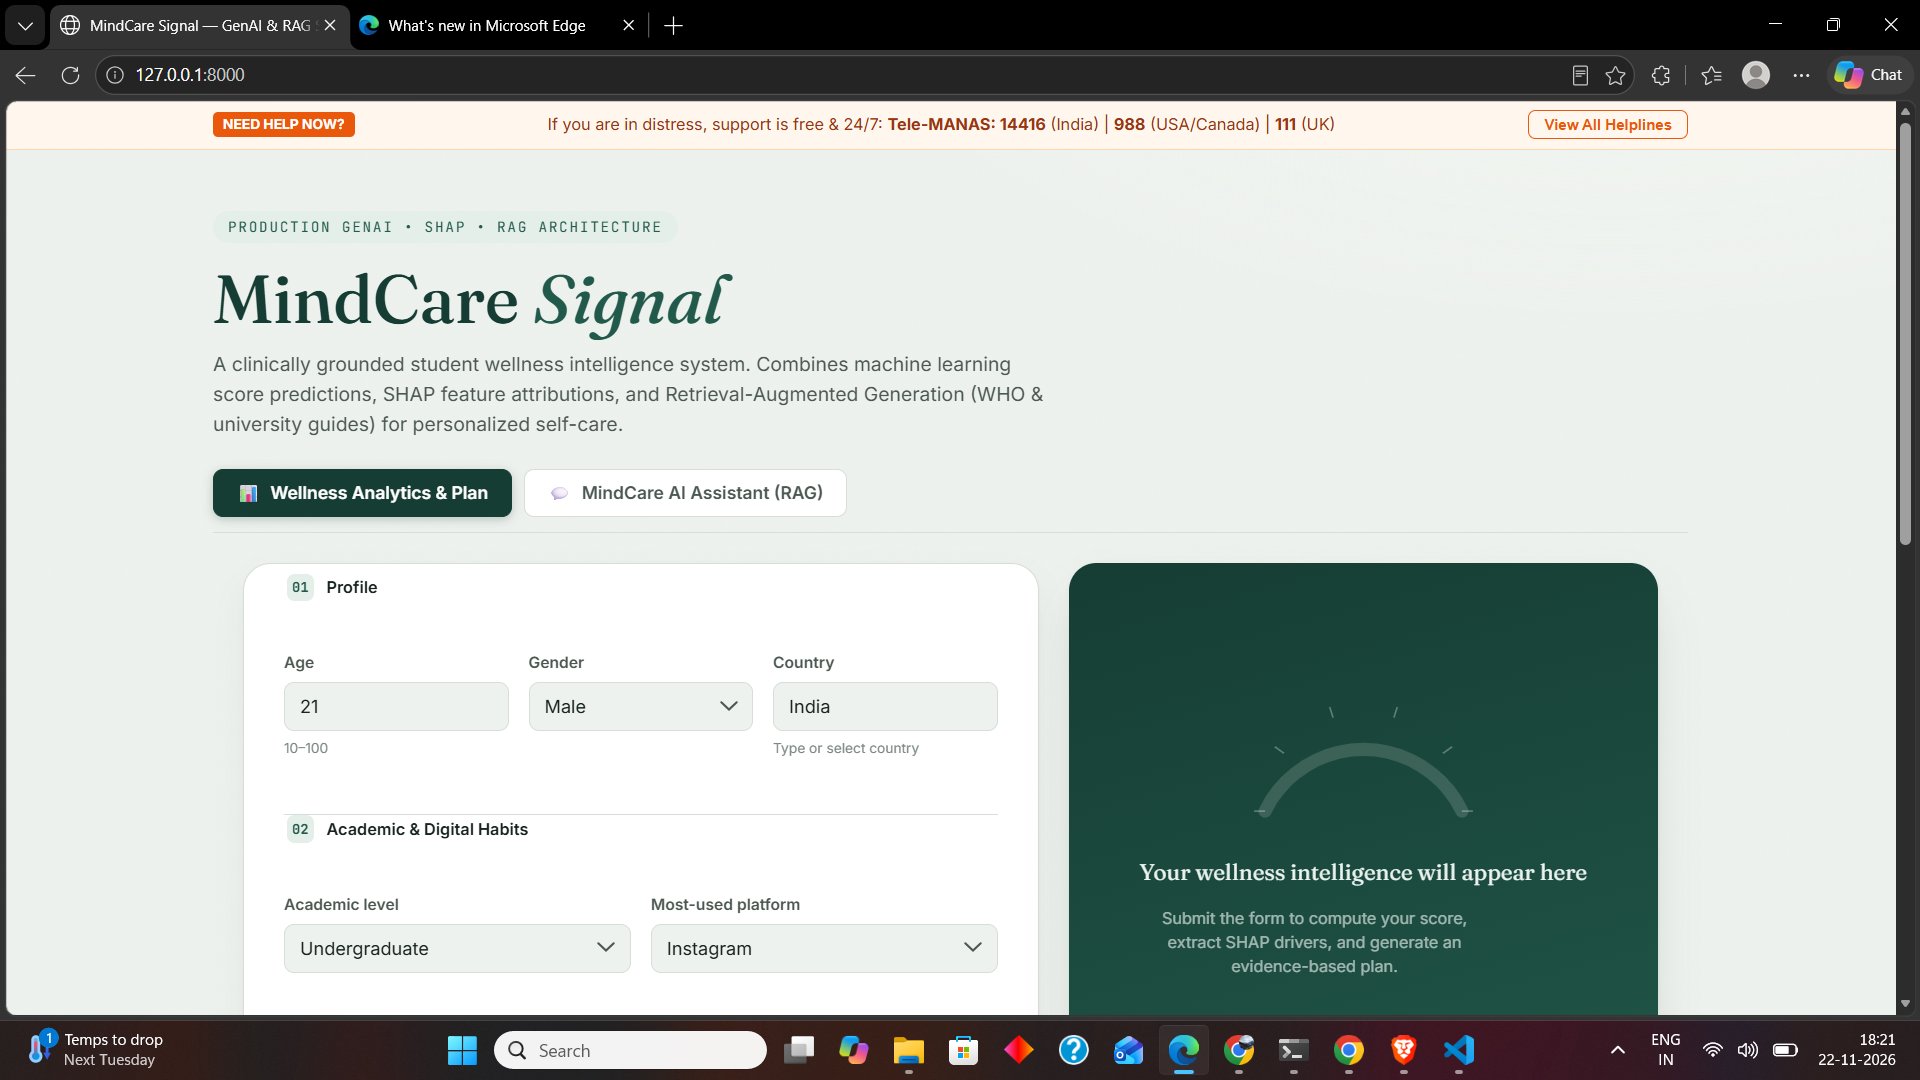 MindCare Signal — GenAI & RAG
What's new in Microsoft Edge
127.0.0.1:8000
Chat
NEED HELP NOW?
If you are in distress, support is free & 24/7: Tele-MANAS: 14416 (India) | 988 (USA/Canada) | 111 (UK)
View All Helplines
PRODUCTION GENAI • SHAP • RAG ARCHITECTURE
MindCare Signal
A clinically grounded student wellness intelligence system. Combines machine learning
score predictions, SHAP feature attributions, and Retrieval-Augmented Generation (WHO &
university guides) for personalized self-care.
Wellness Analytics & Plan
MindCare AI Assistant (RAG)
01 Profile
Age
Gender
Country
21
Male
India
10–100
Type or select country
02 Academic & Digital Habits
Academic level
Most-used platform
Undergraduate
Instagram
Your wellness intelligence will appear here
Submit the form to compute your score,
extract SHAP drivers, and generate an
evidence-based plan.
1
Temps to drop
Next Tuesday
Search
ENG
IN
18:21
22-11-2026